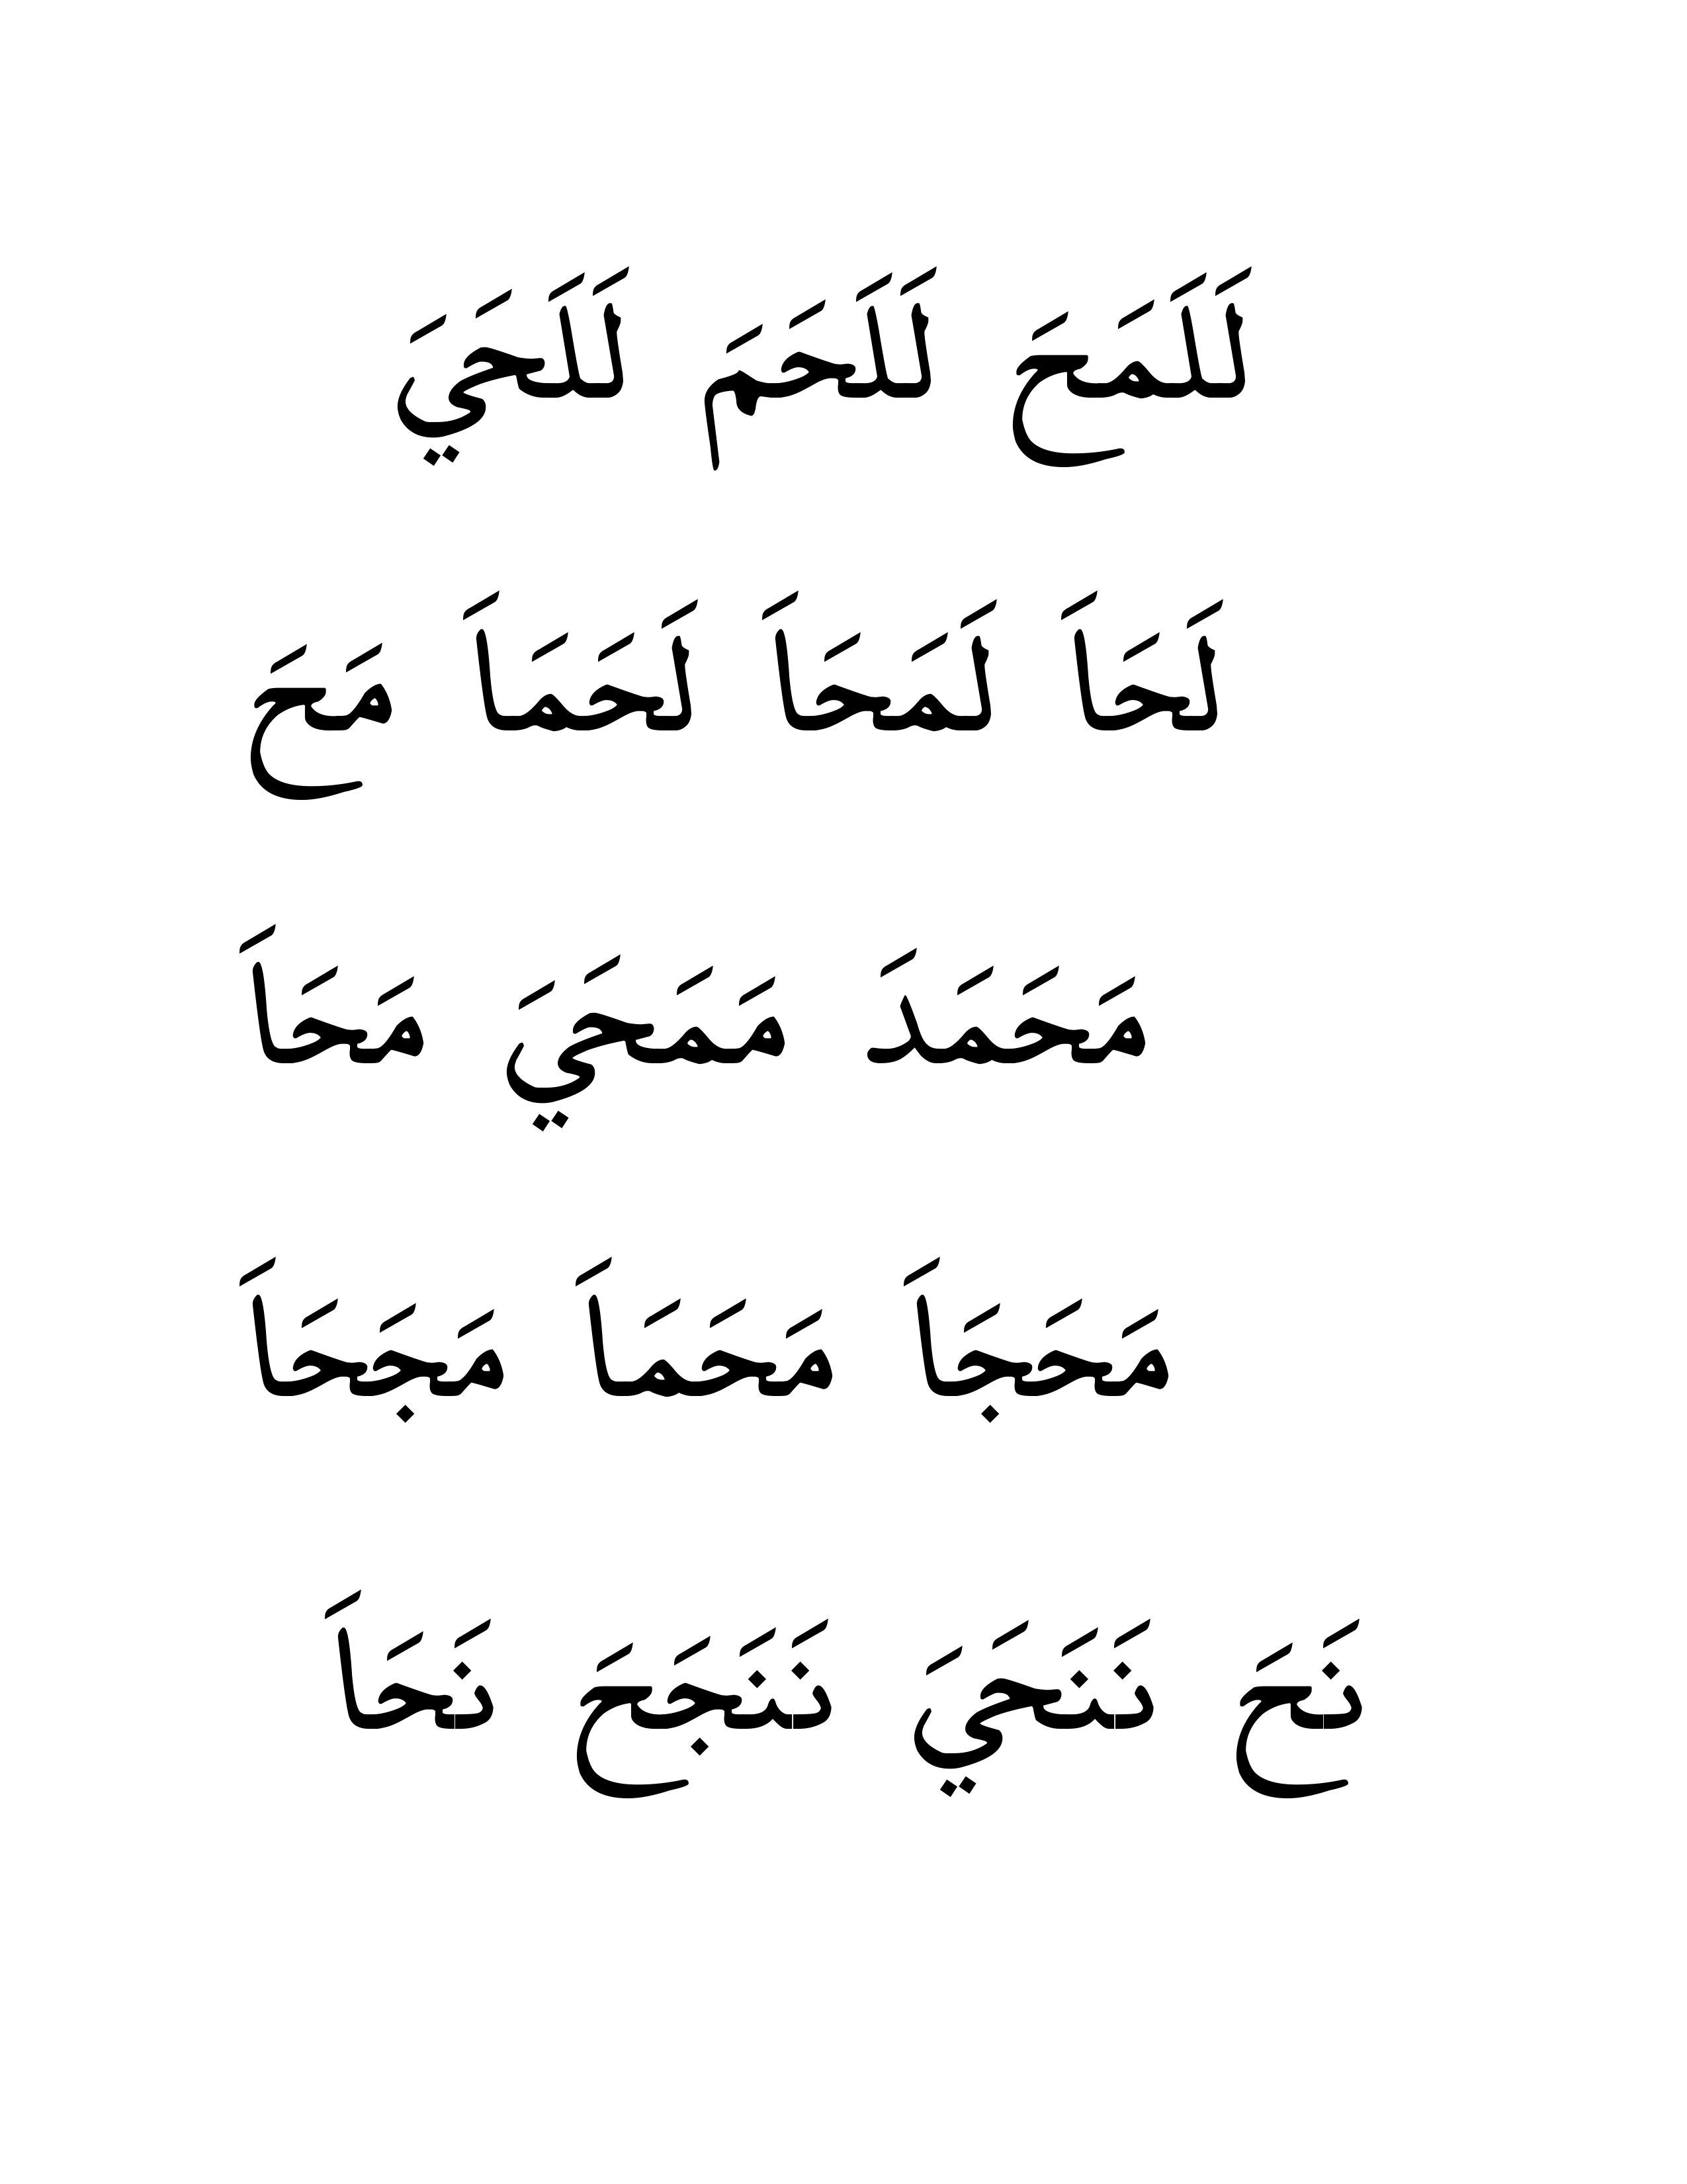 لَلَمَحَ لَلَحَمَ لَلَحَيَ
لَحَاَ لَمَحَاَ لَحَمَاَ مَحَ
مَحَمَدَ مَمَحَيَ مَحَاَ
مَحَجَاَ مَحَمَاَ مَجَحَاَ
نَحَ نَنَحَيَ نَنَجَحَ نَحَاَ